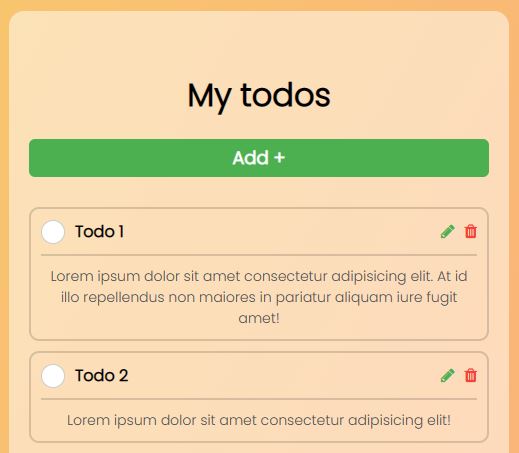 My todos
Add +
Todo 1
Lorem ipsum dolor sit amet consectetur adipisicing elit. At id
illo repellendus non maiores in pariatur aliquam iure fugit
amet!
Todo 2
Lorem ipsum dolor sit amet consectetur adipisicing elit!